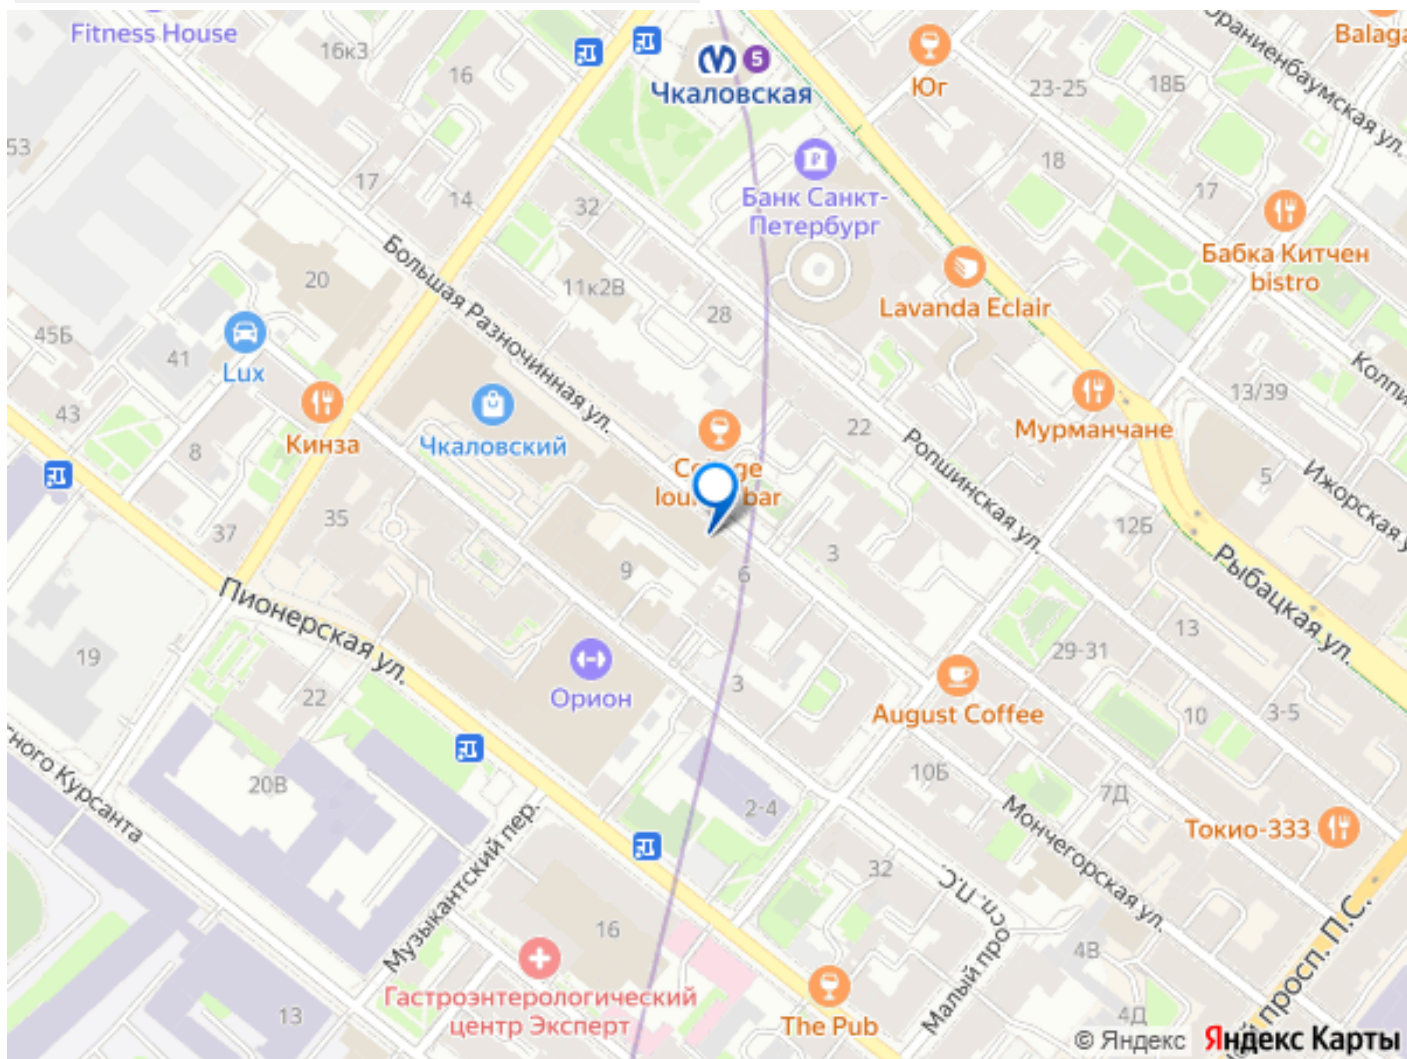 Fitness House
16к3
16
5
Чкаловская
Юг
23-25
18Б
Ораниенбаумская ул.
53
17
14
32
Банк Санкт-
Петербург
18
17
Бабка Китчен
bistro
Большая Разночинная ул.
20
11к2В
28
Lavanda Eclair
45Б
41
Lux
43
8
Кинза
Чкаловский
22
Мурманчане
13/39
5
Ропшинская ул.
Ижорская
37
35
9
6
3
12Б
Рыбацкая ул.
Пионерская ул.
19
22
Орион
3
29-31
13
August Coffee
10
3-5
20В
2-4
10Б
7Д
Мончегорская ул.
Токио-333
Музыкантский пер.
32
Малый просп. П.С.
4В
просп. П.С.
16
Гастроэнтерологический
центр Эксперт
13
The Pub
4Д
© Яндекс Яндекс Карты